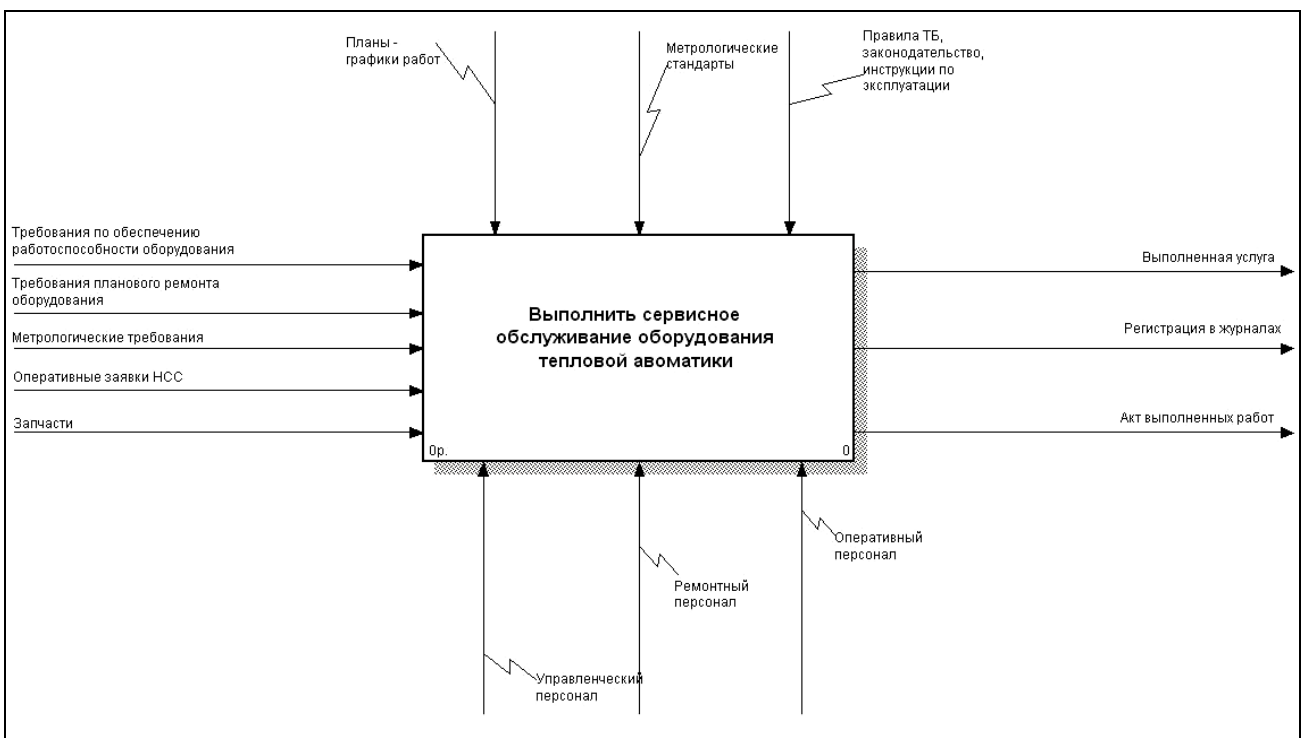 Планы -
графики работ
Метрологические
стандарты
Правила ТБ,
законодательство,
инструкции по
эксплуатации
Требования по обеспечению
работоспособности оборудования
Требования планового ремонта
оборудования
Метрологические требования
Оперативные заявки НСС
Запчасти
Выполнить сервисное
обслуживание оборудования
тепловой авоматики
0р.
0
Выполненная услуга
Регистрация в журналах
Акт выполненных работ
Оперативный
персонал
Ремонтный
персонал
Управленческий
персонал